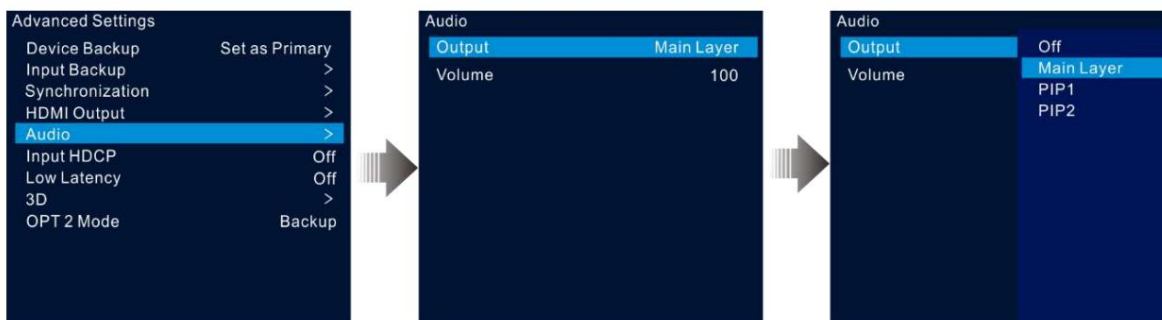 Advanced Settings
Device Backup Set as Primary
Input Backup >
Synchronization >
HDMI Output >
Audio >
Input HDCP Off
Low Latency Off
3D >
OPT 2 Mode Backup
Audio
Output Main Layer
Volume 100
Audio
Output Off
Main Layer
Volume PIP1
PIP2